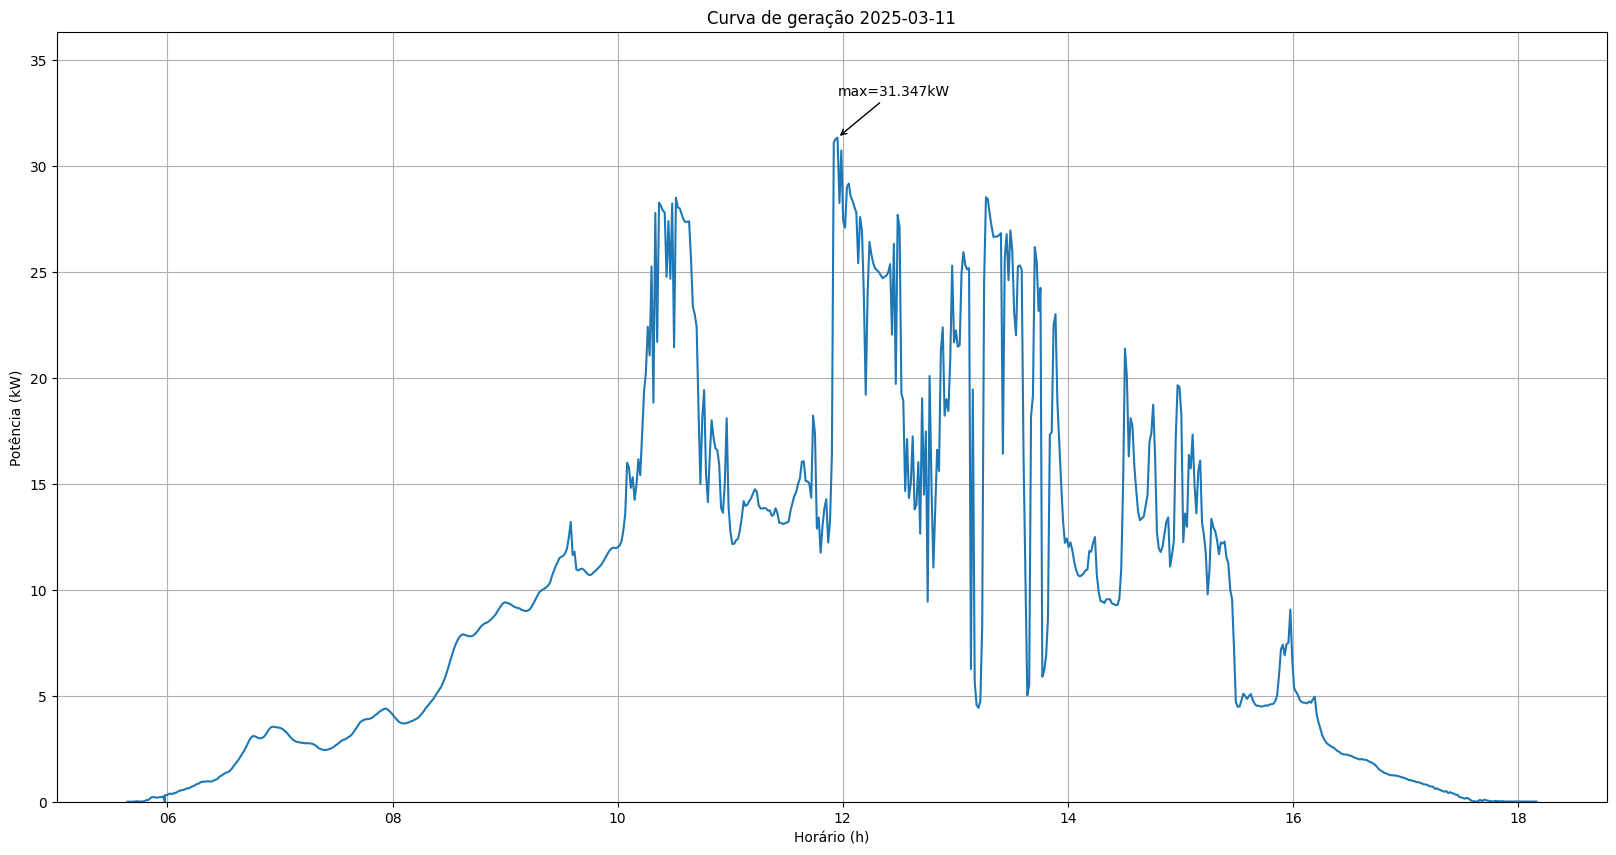 Curva de geração 2025-03-11
35
max=31.347kW
30
25
20
Potência (kW)
15
10
5
0
06 08 10 12 14 16 18
Horário (h)